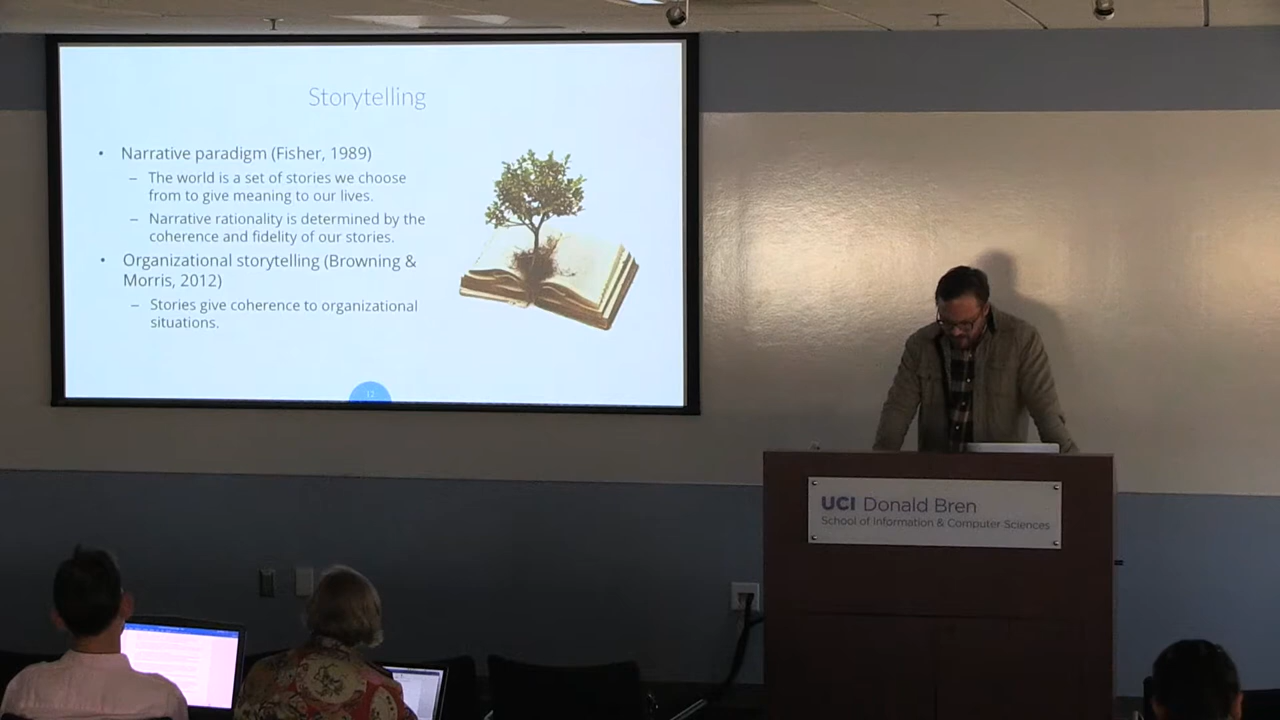 Storytelling
• Narrative paradigm (Fisher, 1989)
– The world is a set of stories we choose
from to give meaning to our lives.
– Narrative rationality is determined by the
coherence and fidelity of our stories.
• Organizational storytelling (Browning &
Morris, 2012)
– Stories give coherence to organizational
situations.
12
UCI Donald Bren
School of Information & Computer Sciences